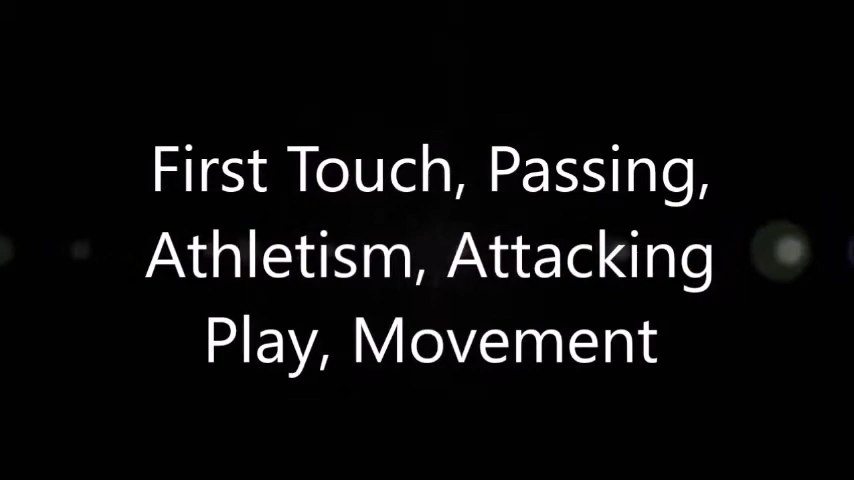 First Touch, Passing,
Athletism, Attacking
Play, Movement